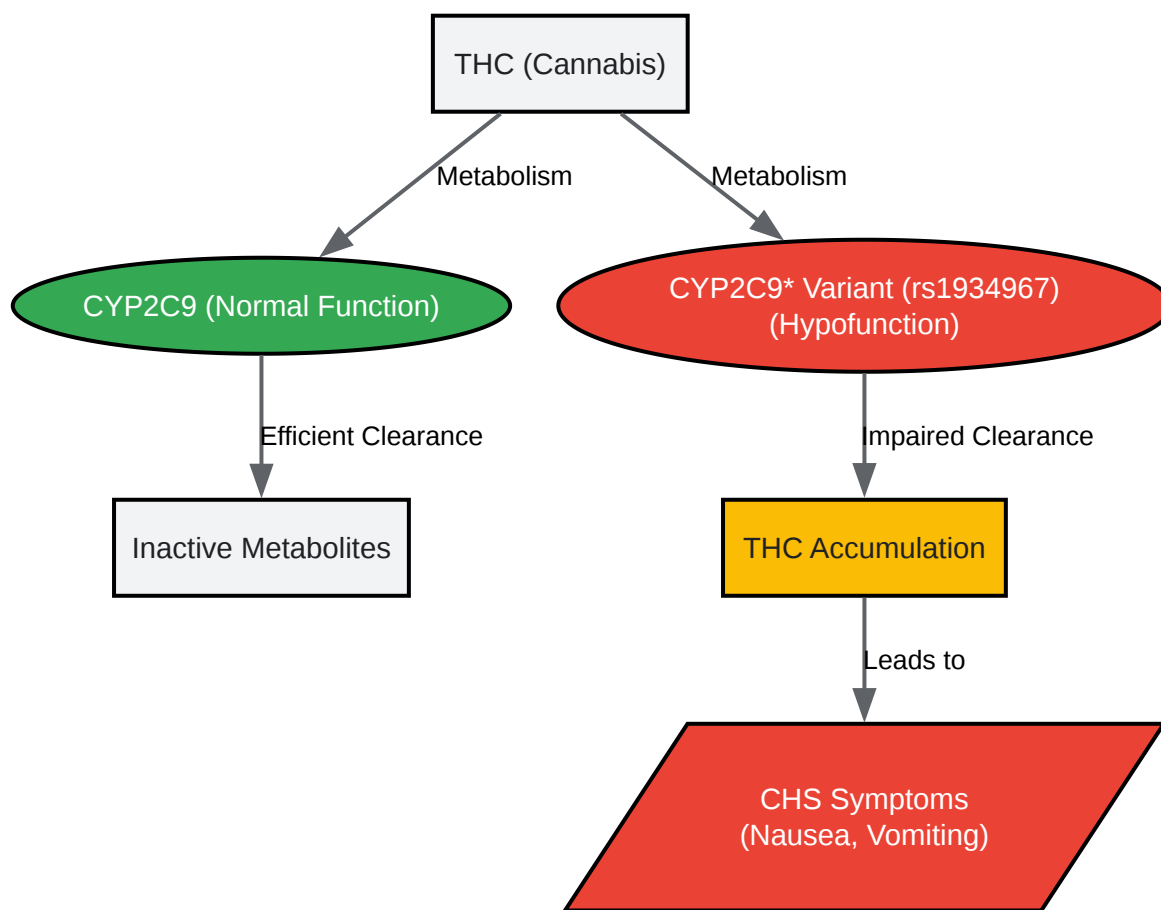 THC (Cannabis)
Metabolism
Metabolism
CYP2C9 (Normal Function)
CYP2C9* Variant (rs1934967)
(Hypofunction)
Efficient Clearance
Impaired Clearance
Inactive Metabolites
THC Accumulation
Leads to
CHS Symptoms
(Nausea, Vomiting)